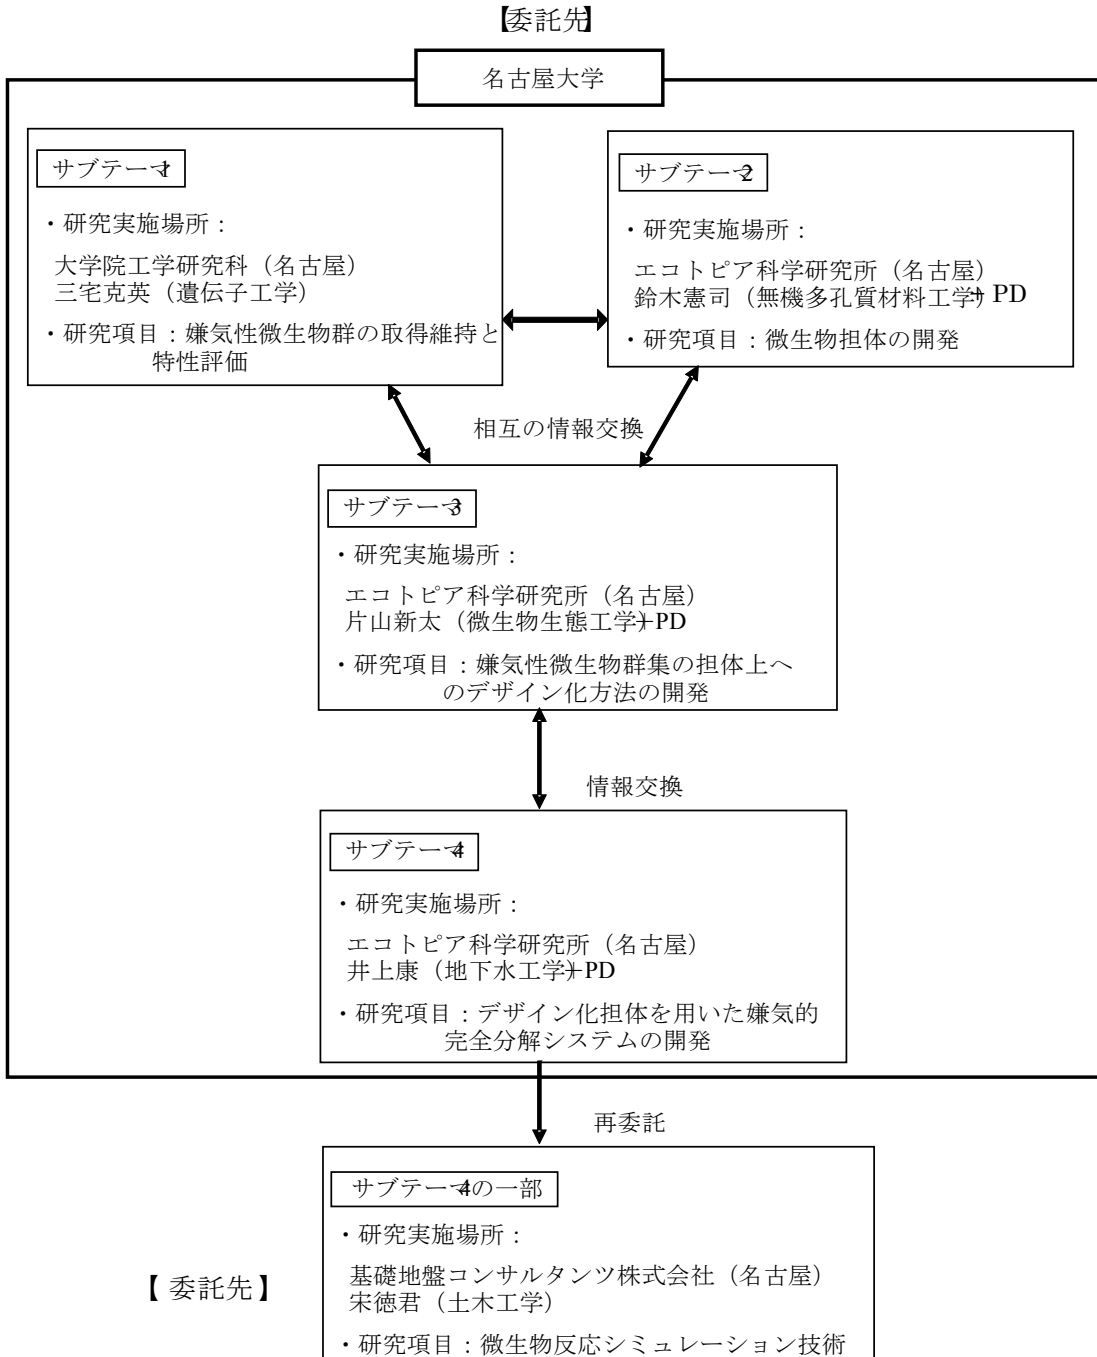 【委託先】
名古屋大学
サブテーマ1
・研究実施場所：
大学院工学研究科（名古屋）
三宅克英（遺伝子工学）
・研究項目：嫌気性微生物群の取得維持と
特性評価
サブテーマ2
・研究実施場所：
エコトピア科学研究所（名古屋）
鈴木憲司（無機多孔質材料工学）+ PD
・研究項目：微生物担体の開発
相互の情報交換
サブテーマ3
・研究実施場所：
エコトピア科学研究所（名古屋）
片山新太（微生物生態工学）+PD
・研究項目：嫌気性微生物群集の担体上へ
のデザイン化方法の開発
情報交換
サブテーマ4
・研究実施場所：
エコトピア科学研究所（名古屋）
井上康（地下水工学）+PD
・研究項目：デザイン化担体を用いた嫌気的
完全分解システムの開発
再委託
サブテーマ4の一部
・研究実施場所：
基礎地盤コンサルタンツ株式会社（名古屋）
宋徳君（土木工学）
【 委託先】
・研究項目：微生物反応シミュレーション技術